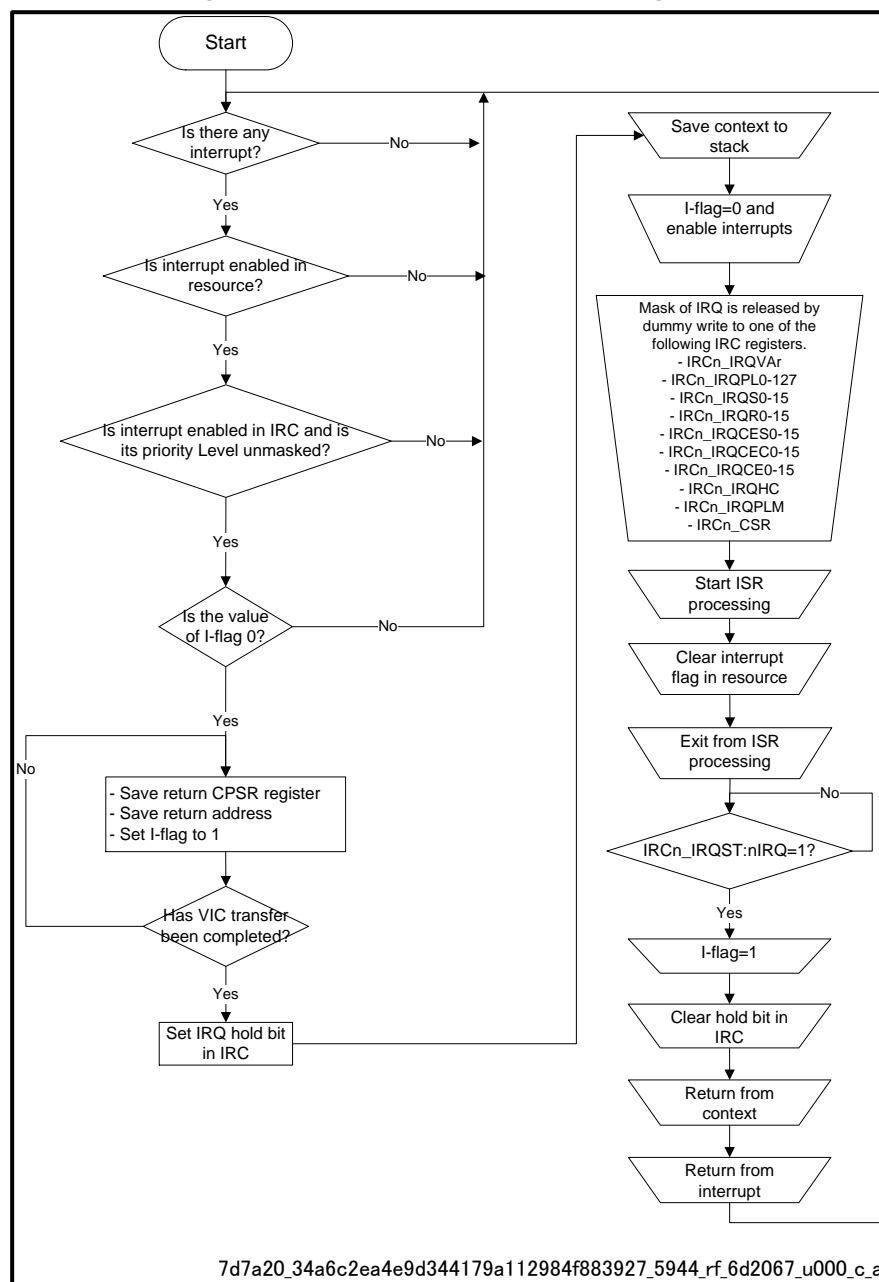 Start
Is there any
interrupt?
No
Yes
Is interrupt enabled in
resource?
No
Yes
Is interrupt enabled in IRC and is
its priority Level unmasked?
No
Yes
Is the value
of I-flag 0?
No
Yes
No
- Save return CPSR register
- Save return address
- Set I-flag to 1
Has VIC transfer
been completed?
Yes
Set IRQ hold bit
in IRC
Save context to
stack
I-flag=0 and
enable interrupts
Mask of IRQ is released by
dummy write to one of the
following IRC registers.
- IRCn_IRQVAr
- IRCn_IRQPL0-127
- IRCn_IRQS0-15
- IRCn_IRQR0-15
- IRCn_IRQCES0-15
- IRCn_IRQCEC0-15
- IRCn_IRQCE0-15
- IRCn_IRQHC
- IRCn_IRQPLM
- IRCn_CSR
Start ISR
processing
Clear interrupt
flag in resource
Exit from ISR
processing
No
IRCn_IRQST:nIRQ=1?
Yes
I-flag=1
Clear hold bit in
IRC
Return from
context
Return from
interrupt
7d7a20_34a6c2ea4e9d344179a112984f883927_5944_rf_6d2067_u000_c_a